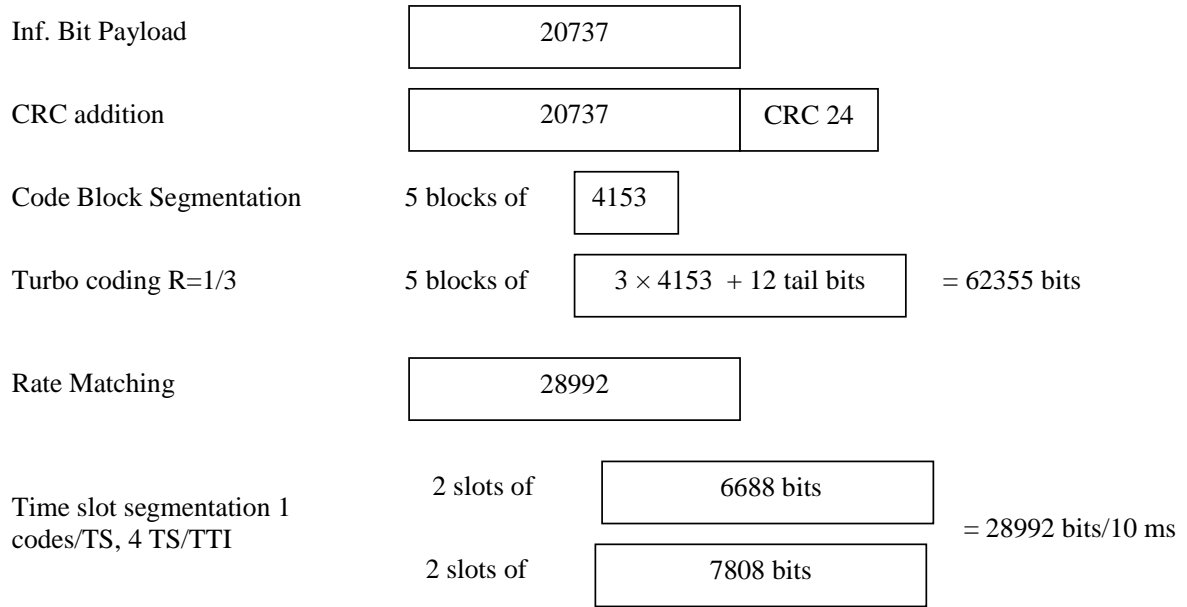 Inf. Bit Payload 20737
CRC addition 20737 CRC 24
Code Block Segmentation 5 blocks of 4153
Turbo coding R=1/3 5 blocks of 3 × 4153 + 12 tail bits = 62355 bits
Rate Matching 28992
2 slots of 6688 bits
Time slot segmentation 1
codes/TS, 4 TS/TTI = 28992 bits/10 ms
2 slots of 7808 bits